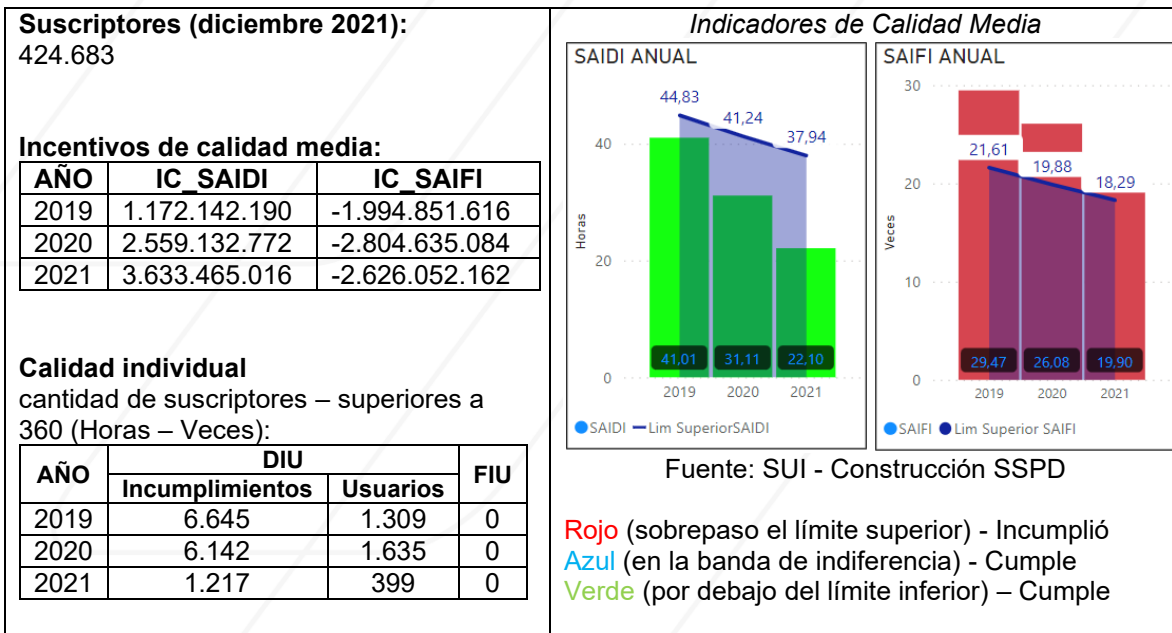 Suscriptores (diciembre 2021):
424.683
Incentivos de calidad media:
AÑO IC_SAIDI IC_SAIFI
2019 1.172.142.190 -1.994.851.616
2020 2.559.132.772 -2.804.635.084
2021 3.633.465.016 -2.626.052.162
Calidad individual
cantidad de suscriptores – superiores a
360 (Horas – Veces):
AÑO DIU FIU
Incumplimientos Usuarios
2019 6.645 1.309 0
2020 6.142 1.635 0
2021 1.217 399 0
Indicadores de Calidad Media
SAIDI ANUAL
44,83
41,24
37,94
40
20
0
Horas
41,01 31,11 22,10
2019 2020 2021
SAIDI Lim SuperiorSAIDI
SAIFI ANUAL
30
21,61
19,88
18,29
20
10
0
Veces
29,47 26,08 19,90
2019 2020 2021
SAIFI Lim Superior SAIFI
Fuente: SUI - Construcción SSPD
Rojo (sobrepaso el límite superior) - Incumplió
Azul (en la banda de indiferencia) - Cumple
Verde (por debajo del límite inferior) – Cumple